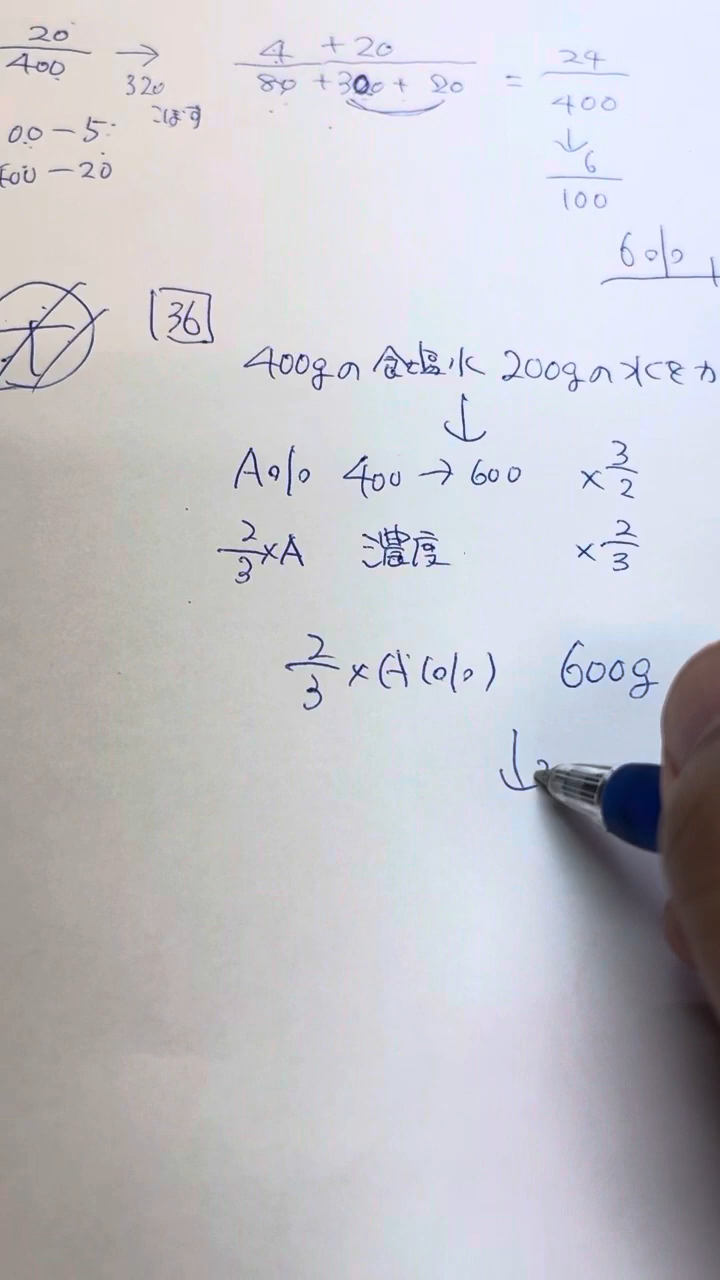 20/400 → 320 こぼす (4 + 20)/(80 + 300 + 20) = 24/400
00 - 5
400 - 20
↓
6/100
6%
36
400gの食塩水 200gの水を
↓
A% 400 → 600 × 3/2
2/3 × A 濃度 × 2/3
2/3 × A (%) 600g
↓